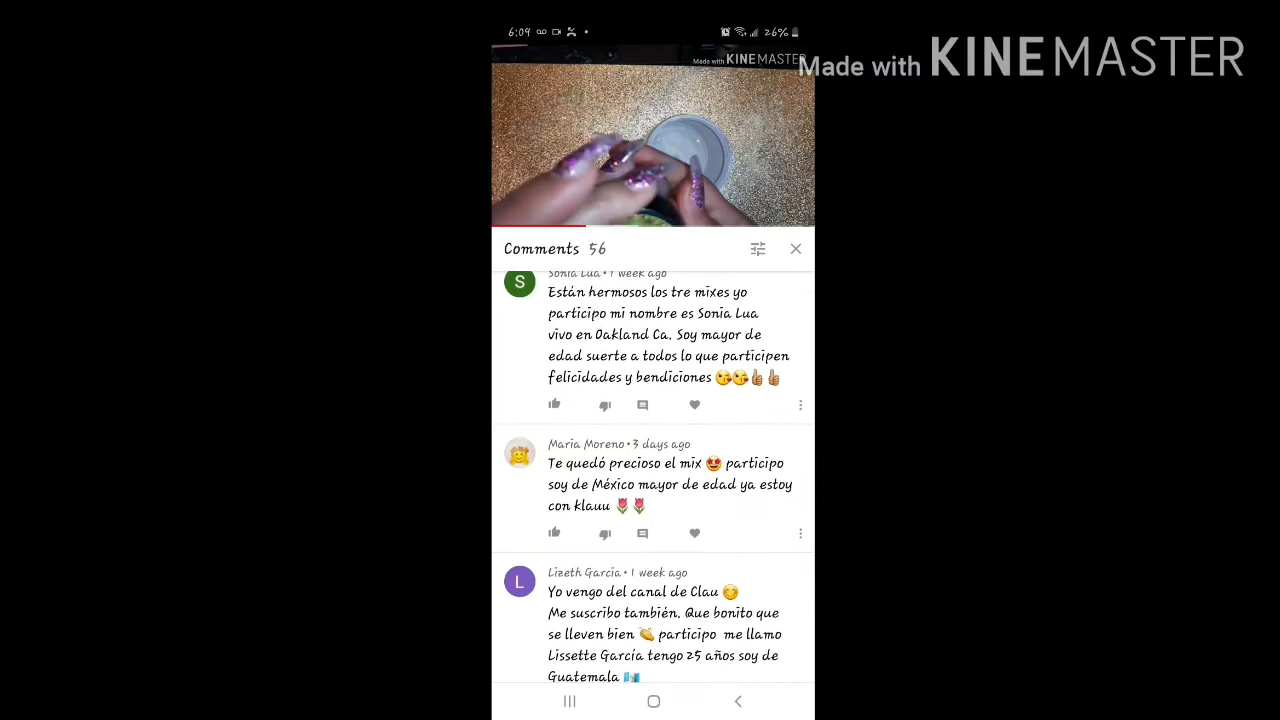 6:09
26%
Made with KINEMASTER
Made with KINEMASTER
Comments 56
Sonia Lua • 1 week ago
S
Están hermosos los tre mixes yo
participo mi nombre es Sonia Lua
vivo en Oakland Ca. Soy mayor de
edad suerte a todos lo que participen
felicidades y bendiciones 😘😘👍🏼👍🏼
Maria Moreno • 3 days ago
Te quedó precioso el mix 🤩 participo
soy de México mayor de edad ya estoy
con klauu 🌷🌷
Lizeth Garcia • 1 week ago
L
Yo vengo del canal de Clau 😋
Me suscribo también. Que bonito que
se lleven bien 👏 participo me llamo
Lissette García tengo 25 años soy de
Guatemala 🇬🇹